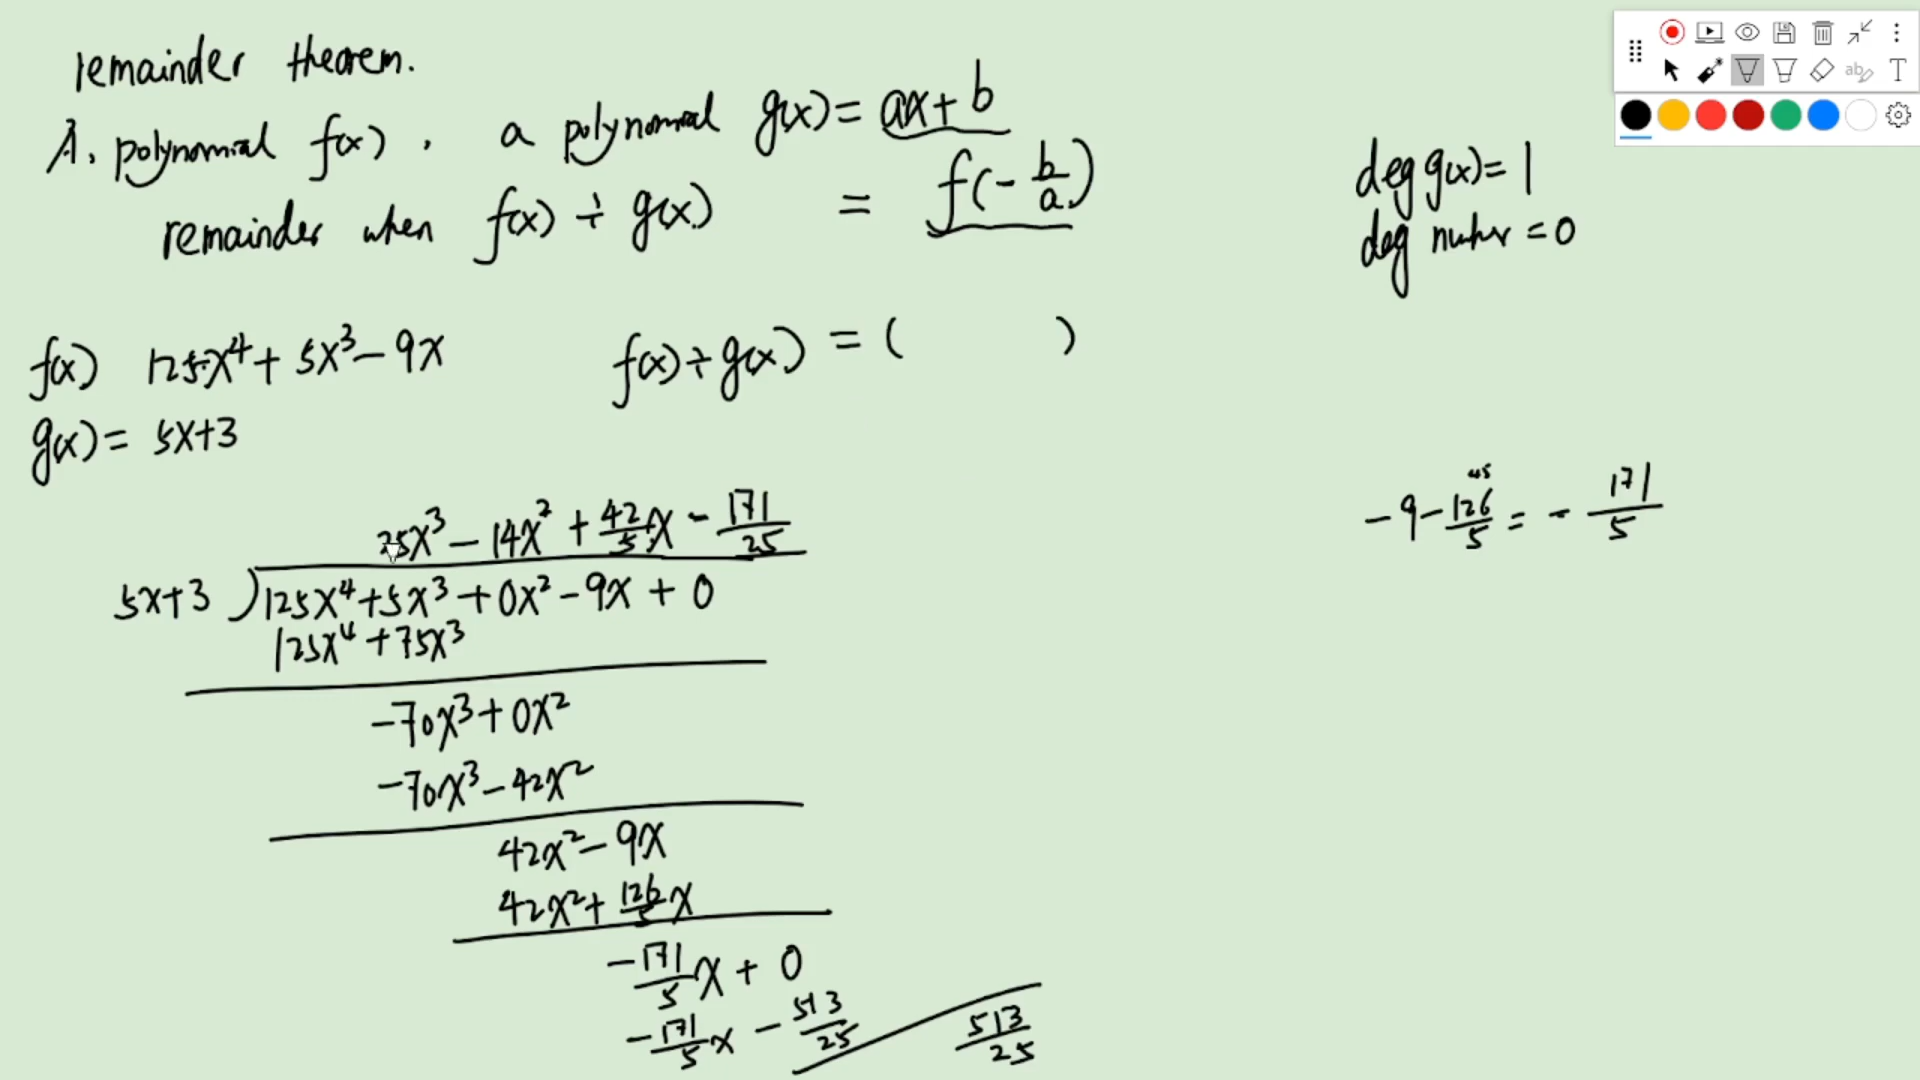 remainder theorem.
A. polynomial f(x), a polynomial g(x) = ax + b
remainder when f(x) ÷ g(x) = f(-b/a)
deg g(x) = 1
deg number = 0
f(x) 125x⁴ + 5x³ - 9x f(x) ÷ g(x) = ( )
g(x) = 5x+3
25x³ - 14x² + 42/5 x - 171/25
5x+3 ) 125x⁴ + 5x³ + 0x² - 9x + 0
125x⁴ + 75x³
-70x³ + 0x²
-70x³ - 42x²
42x² - 9x
42x² + 126/5 x
-171/5 x + 0
-171/5 x - 513/25
513/25
45
-9 - 126/5 = -171/5
ab
T